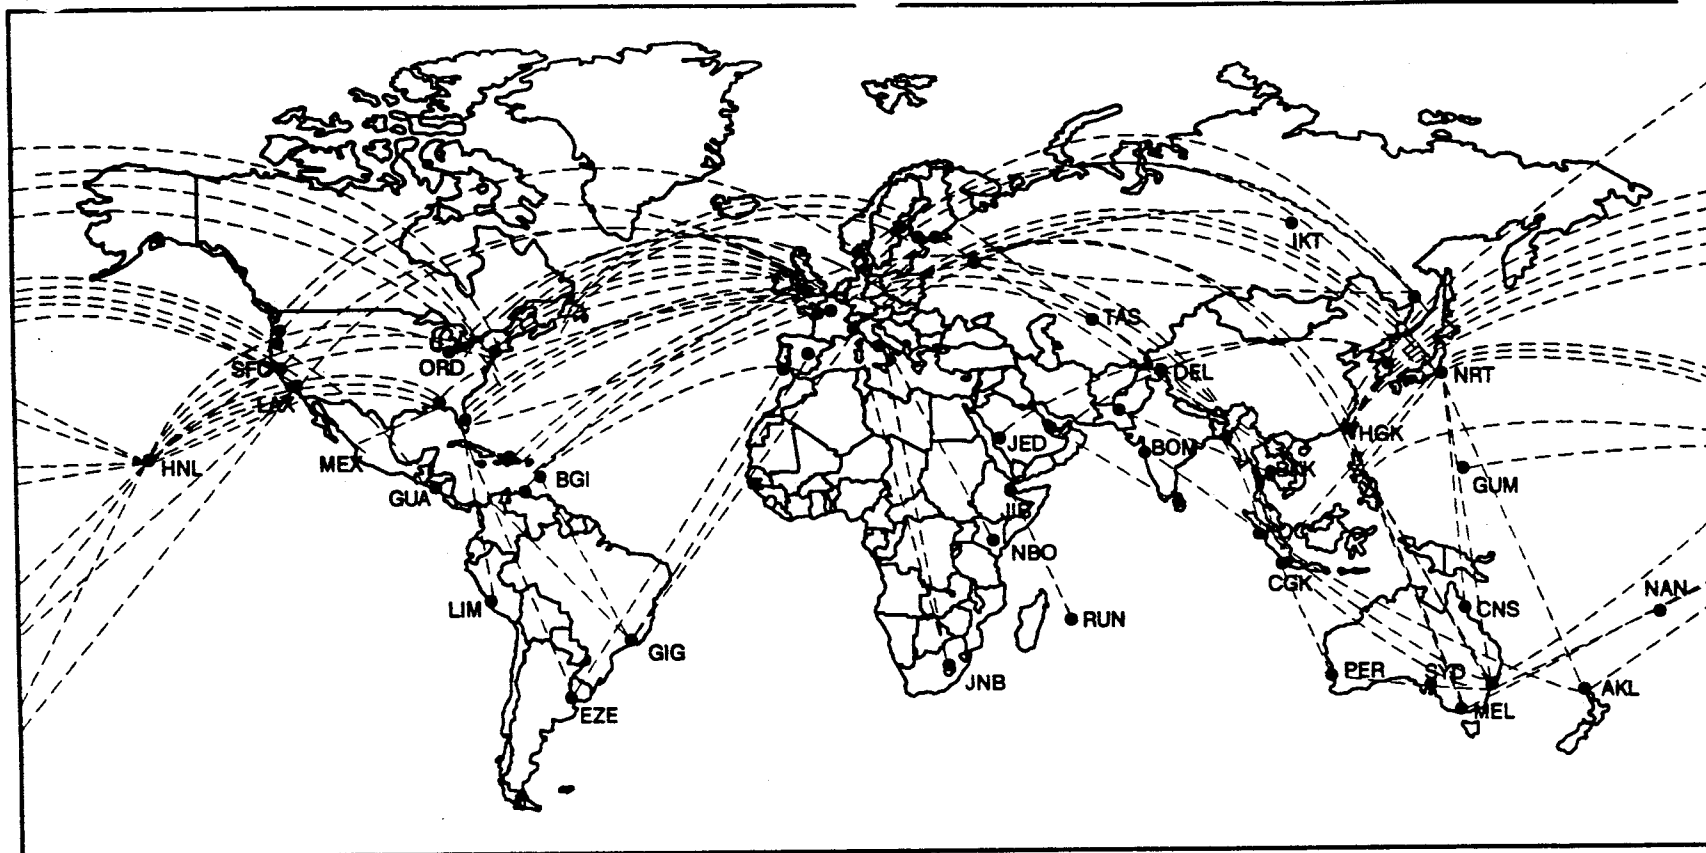 IKT
TAS
SFO
ORD
DEL
NRT
LAX
HGK
JED
BOM
HNL
MEX
BKK
BGI
GUM
GUA
JIB
NBO
CGK
NAN
LIM
CNS
RUN
GIG
PER
SYD
JNB
AKL
EZE
MEL